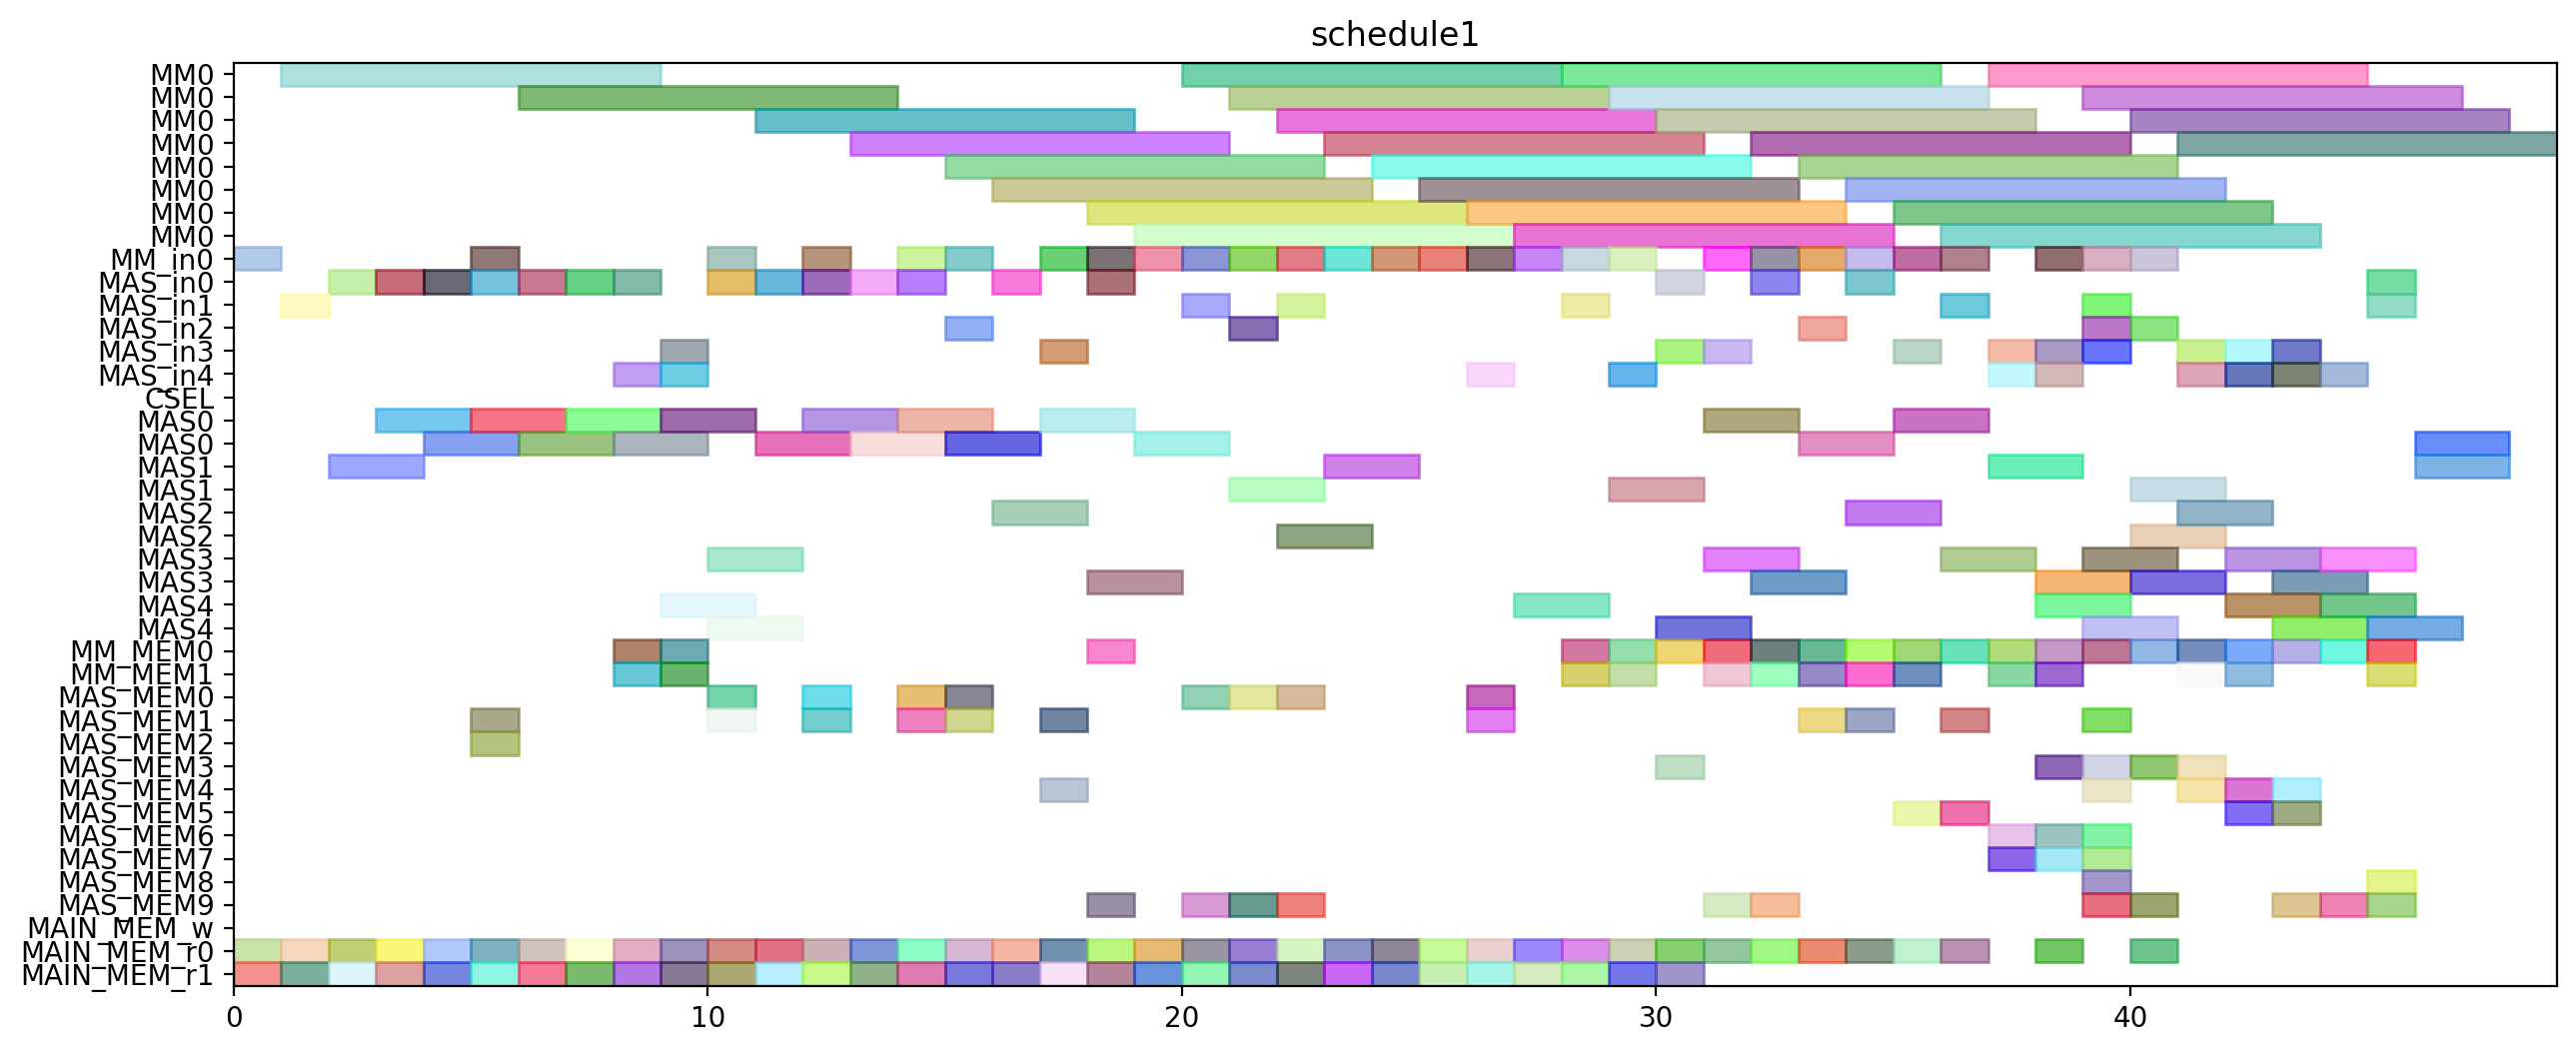 schedule1
MM0
MM0
MM0
MM0
MM0
MM0
MM0
MM0
MM_in0
MAS_in0
MAS_in1
MAS_in2
MAS_in3
MAS_in4
CSEL
MAS0
MAS0
MAS1
MAS1
MAS2
MAS2
MAS3
MAS3
MAS4
MAS4
MM_MEM0
MM_MEM1
MAS_MEM0
MAS_MEM1
MAS_MEM2
MAS_MEM3
MAS_MEM4
MAS_MEM5
MAS_MEM6
MAS_MEM7
MAS_MEM8
MAS_MEM9
MAIN_MEM_w
MAIN_MEM_r0
MAIN_MEM_r1
0 10 20 30 40